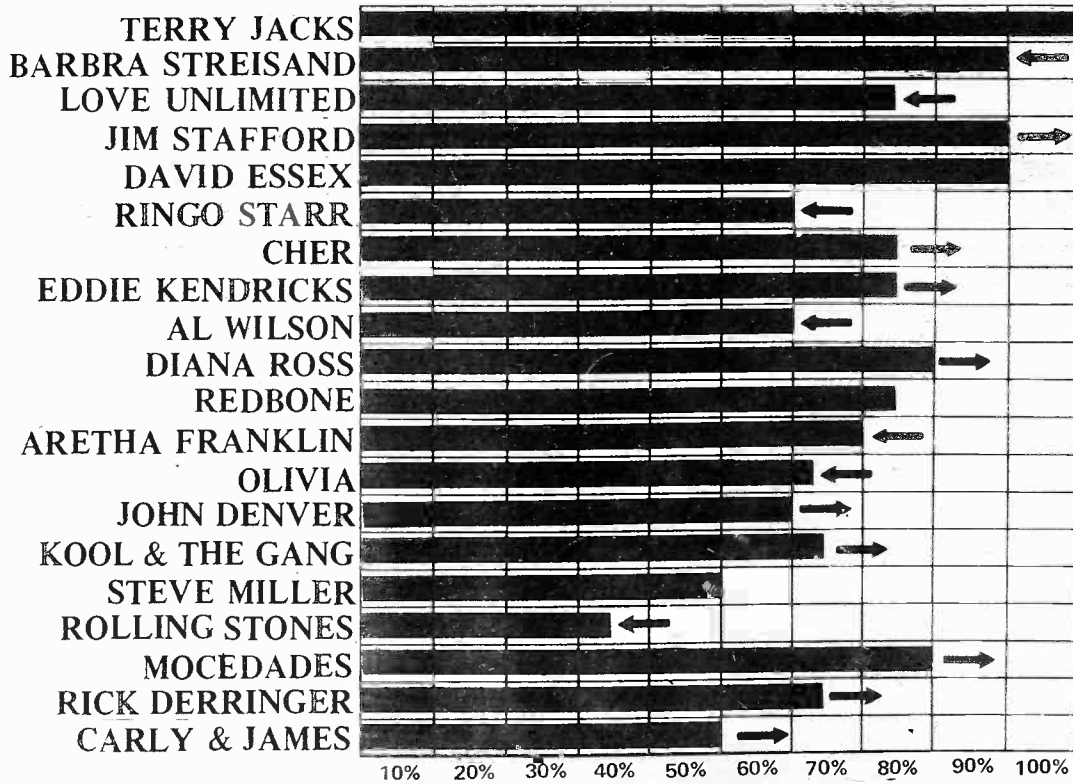 TERRY JACKS
BARBRA STREISAND
LOVE UNLIMITED
JIM STAFFORD
DAVID ESSEX
RINGO STARR
CHER
EDDIE KENDRICKS
AL WILSON
DIANA ROSS
REDBONE
ARETHA FRANKLIN
OLIVIA
JOHN DENVER
KOOL & THE GANG
STEVE MILLER
ROLLING STONES
MOCEDADES
RICK DERRINGER
CARLY & JAMES
10% 20% 30% 40% 50% 60% 70% 80% 90% 100%